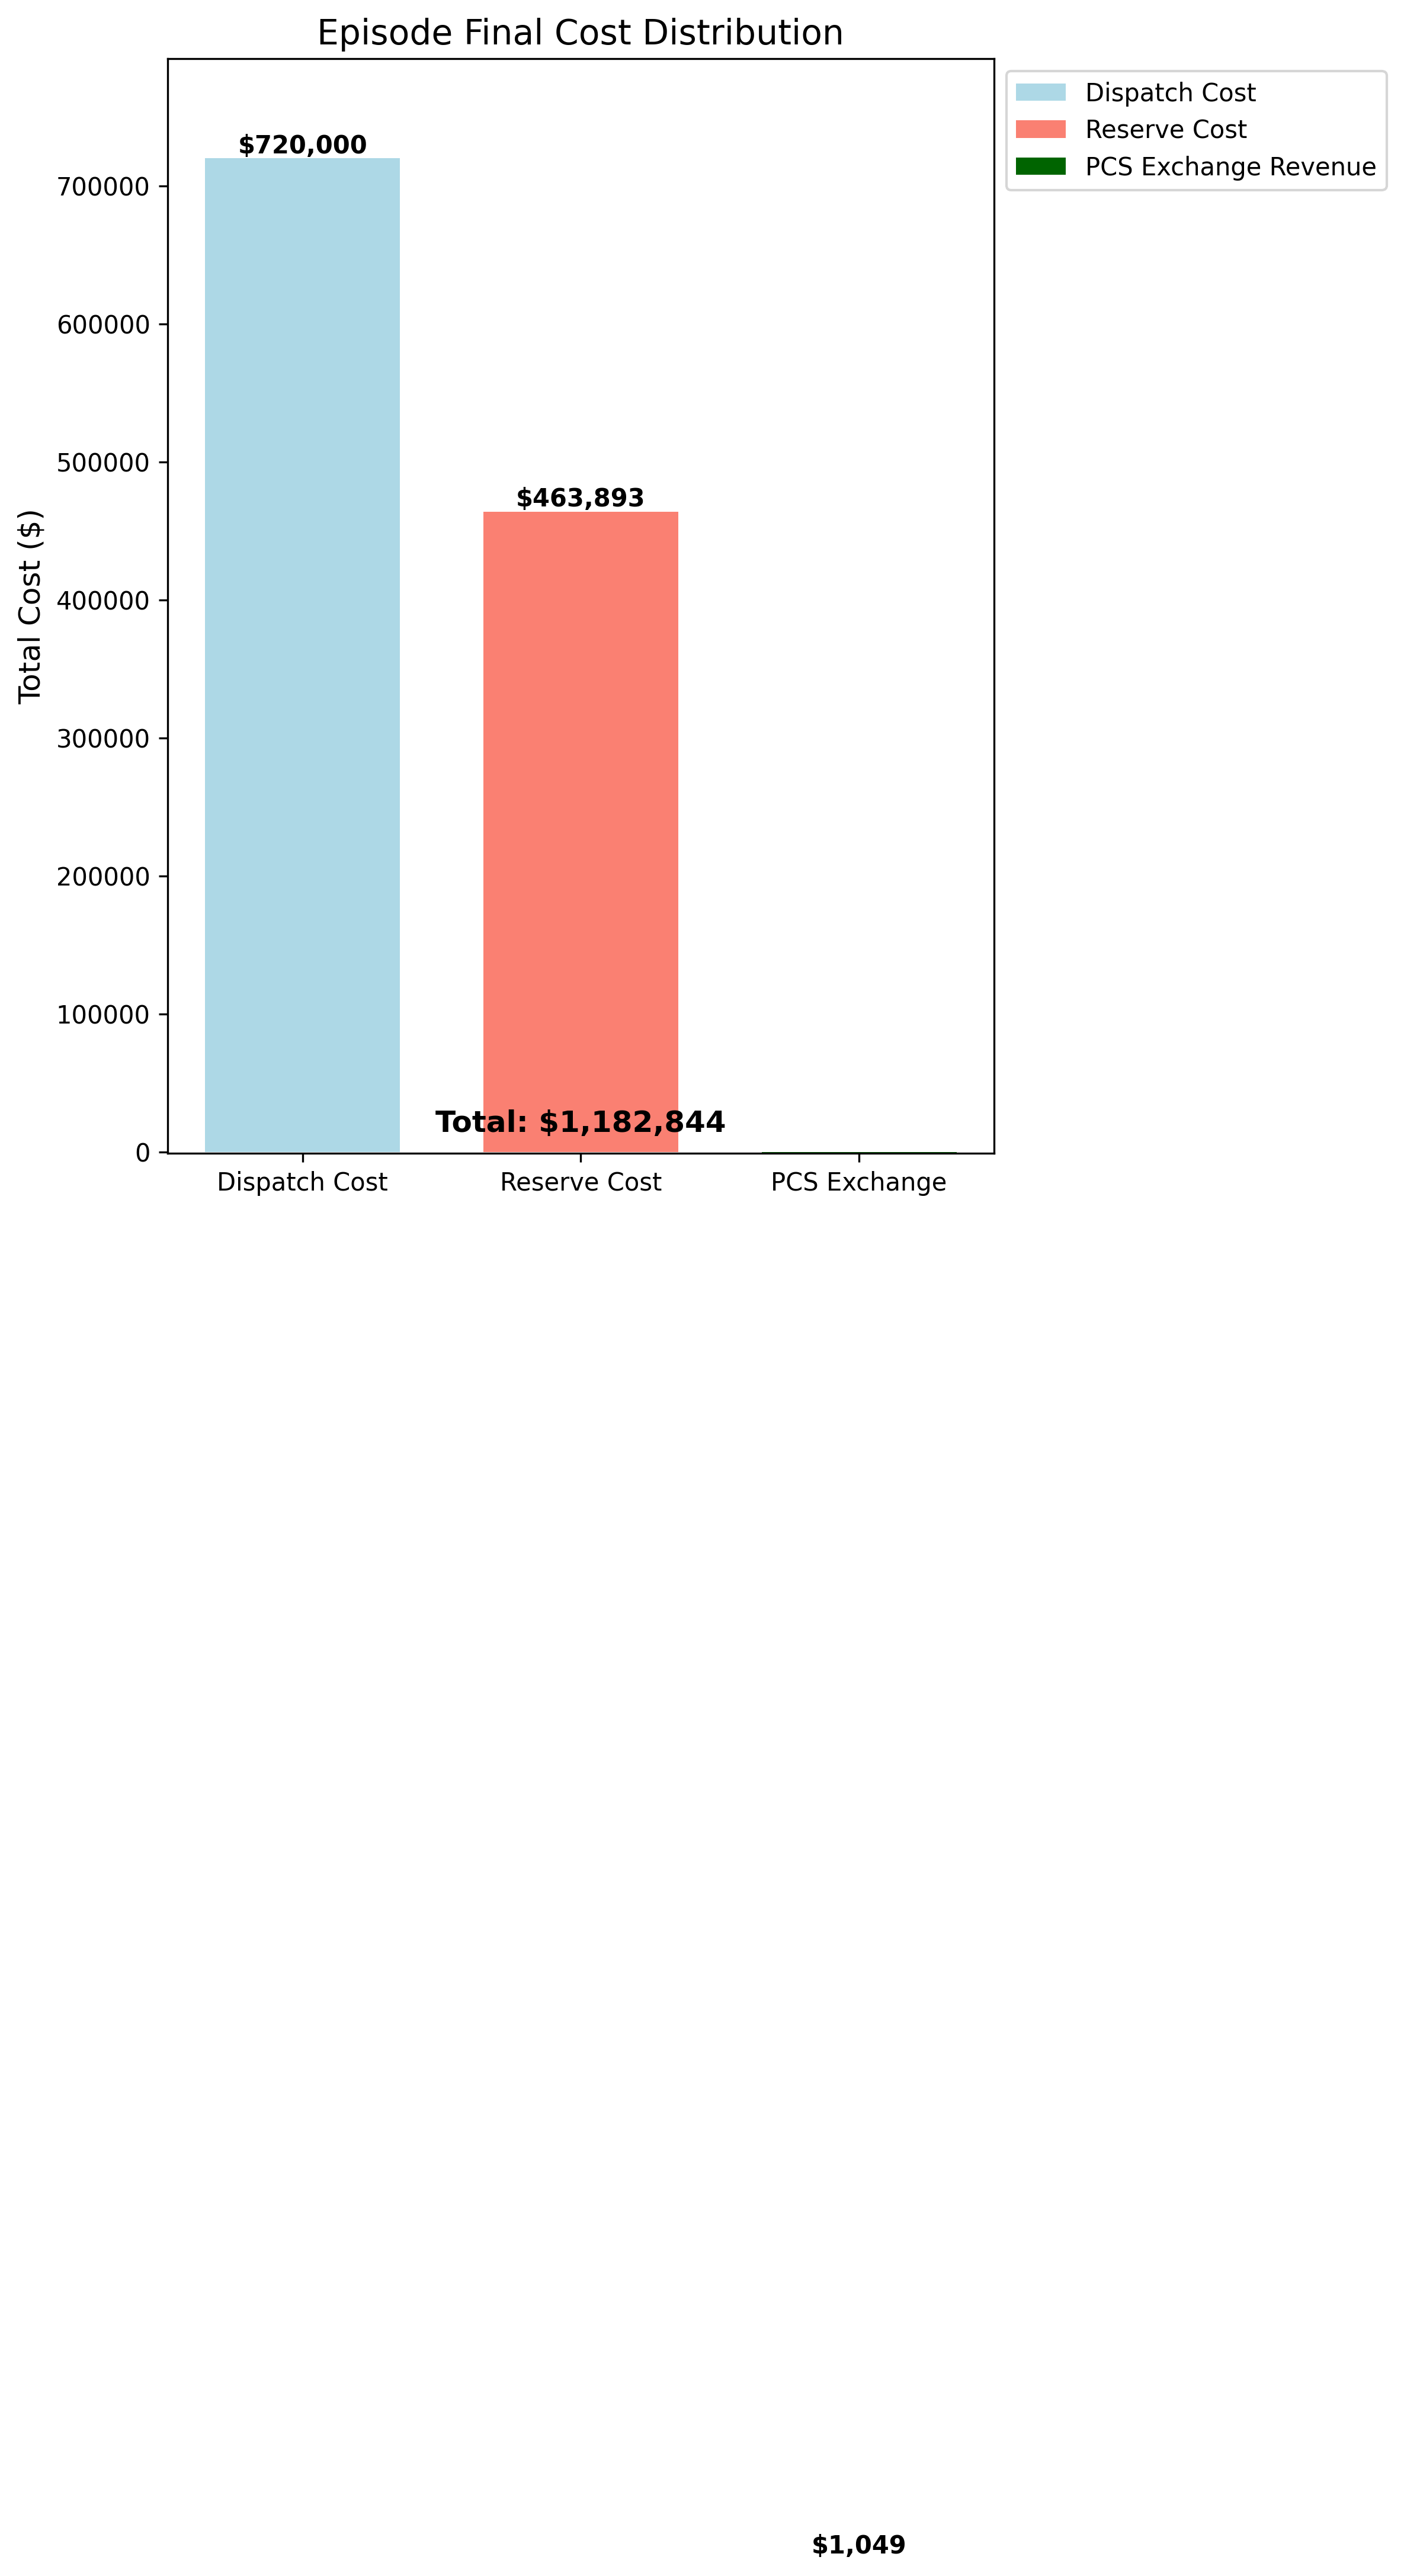 Episode Final Cost Distribution
Dispatch Cost
Reserve Cost
PCS Exchange Revenue
$720,000
$463,893
700000
600000
500000
400000
300000
200000
100000
0
Total Cost ($)
Total: $1,182,844
Dispatch Cost
Reserve Cost
PCS Exchange
$1,049